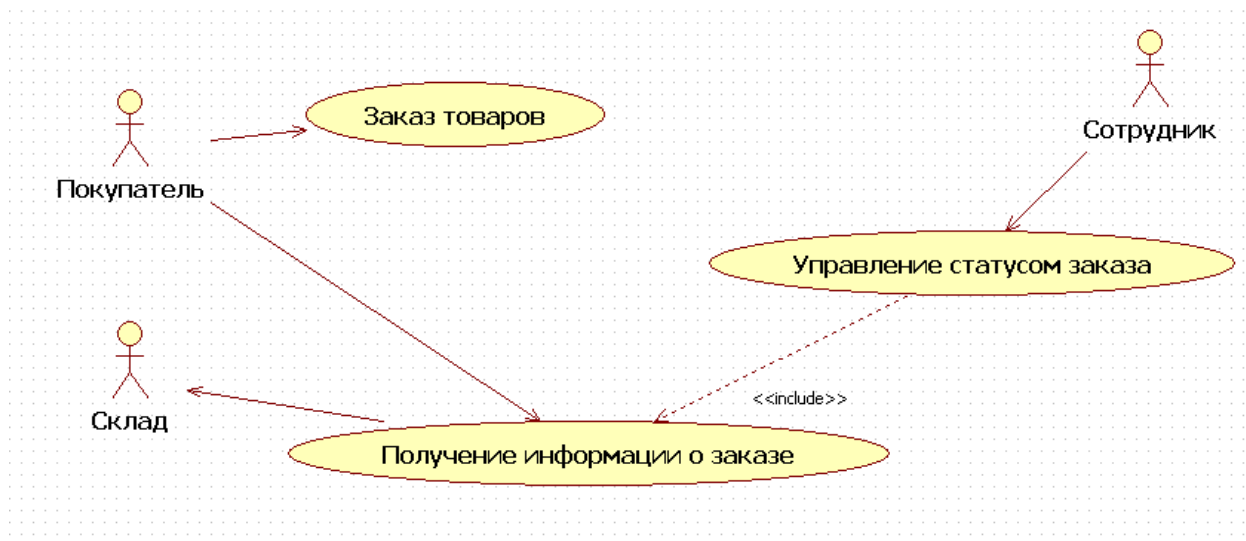 Заказ товаров
Сотрудник
Покупатель
Управление статусом заказа
<<include>>
Склад
Получение информации о заказе